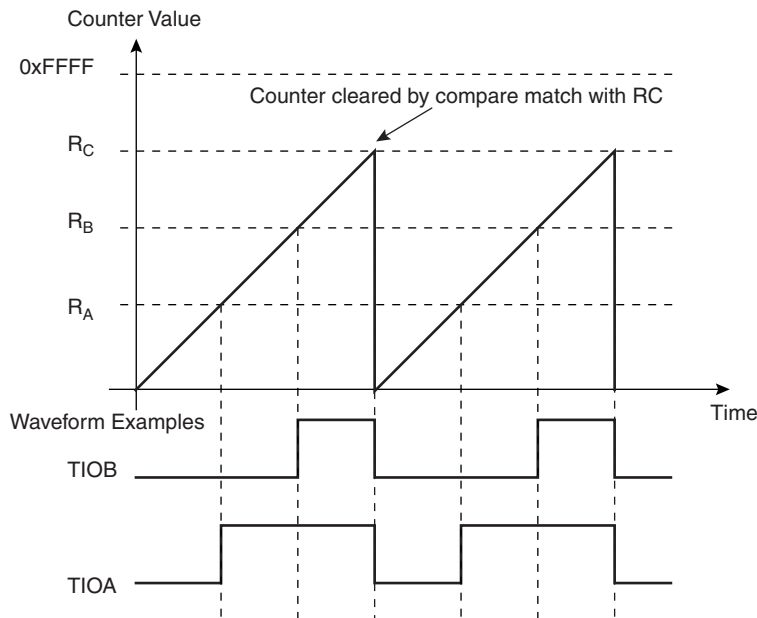 Counter Value
0xFFFF
Counter cleared by compare match with RC
RC
RB
RA
Time
Waveform Examples
TIOB
TIOA